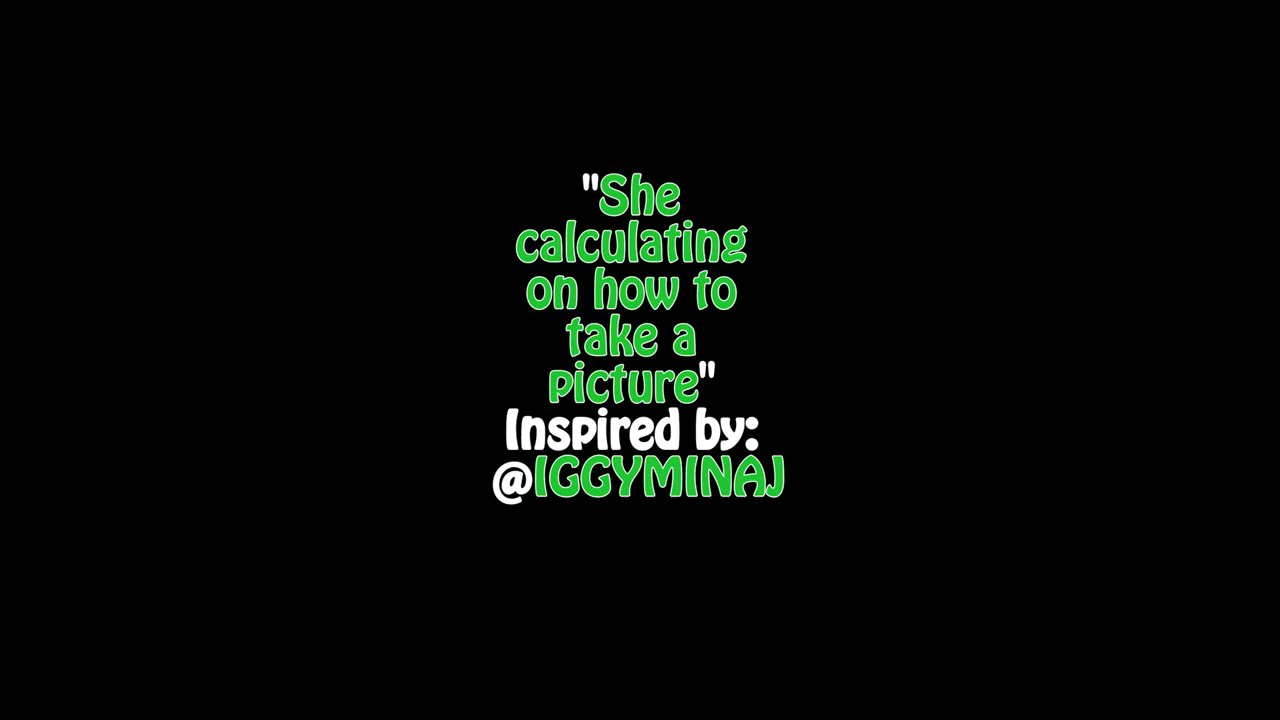 "She
calculating
on how to
take a
picture"
Inspired by:
@IGGYMINAJ